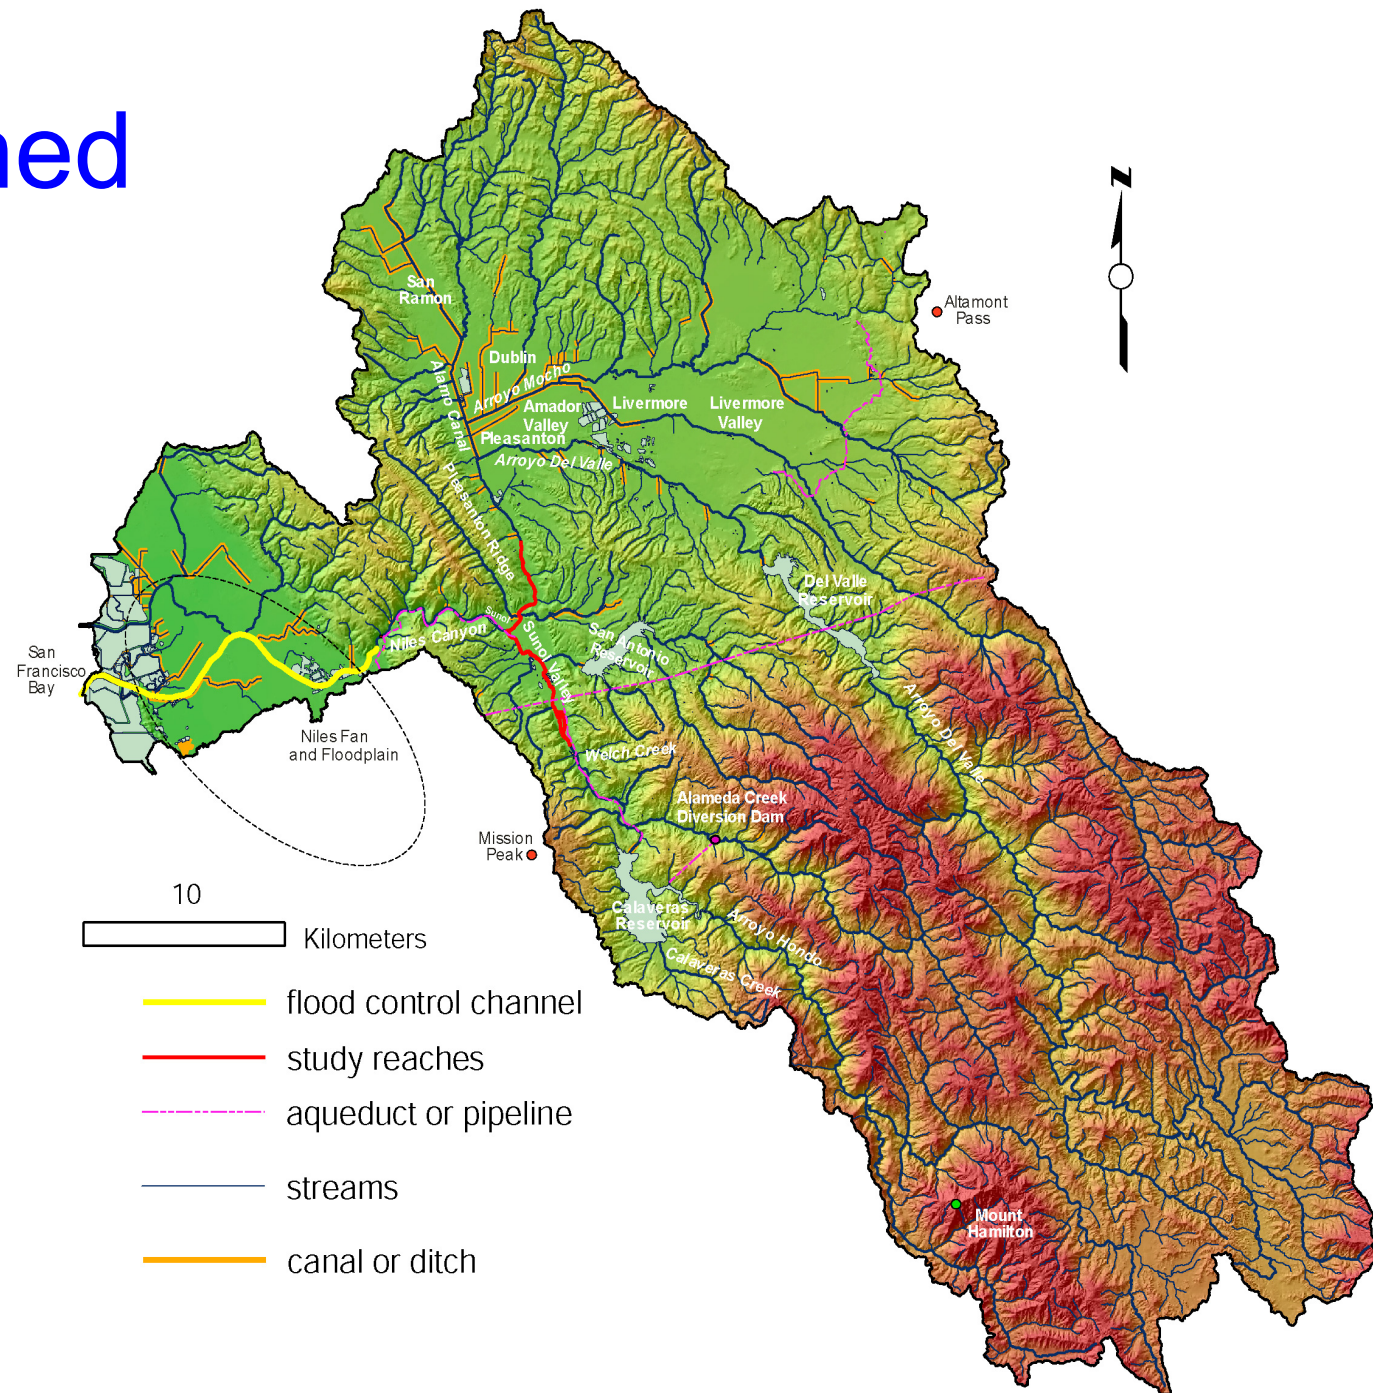 ned
N
San
Ramon
Altamont
Pass
Dublin
Alamo Canal
Arroyo Mocho
Amador
Valley
Livermore
Livermore
Valley
Pleasanton
Arroyo Del Valle
Pleasanton Ridge
Del Valle
Reservoir
Sunol
Niles Canyon
Sunol Valley
San Antonio
Reservoir
San
Francisco
Bay
Niles Fan
and Floodplain
Arroyo Del Valle
Welch Creek
Alameda Creek
Diversion Dam
Mission
Peak
Calaveras
Reservoir
Arroyo Hondo
Calaveras Creek
Mount
Hamilton
10
Kilometers
flood control channel
study reaches
aqueduct or pipeline
streams
canal or ditch